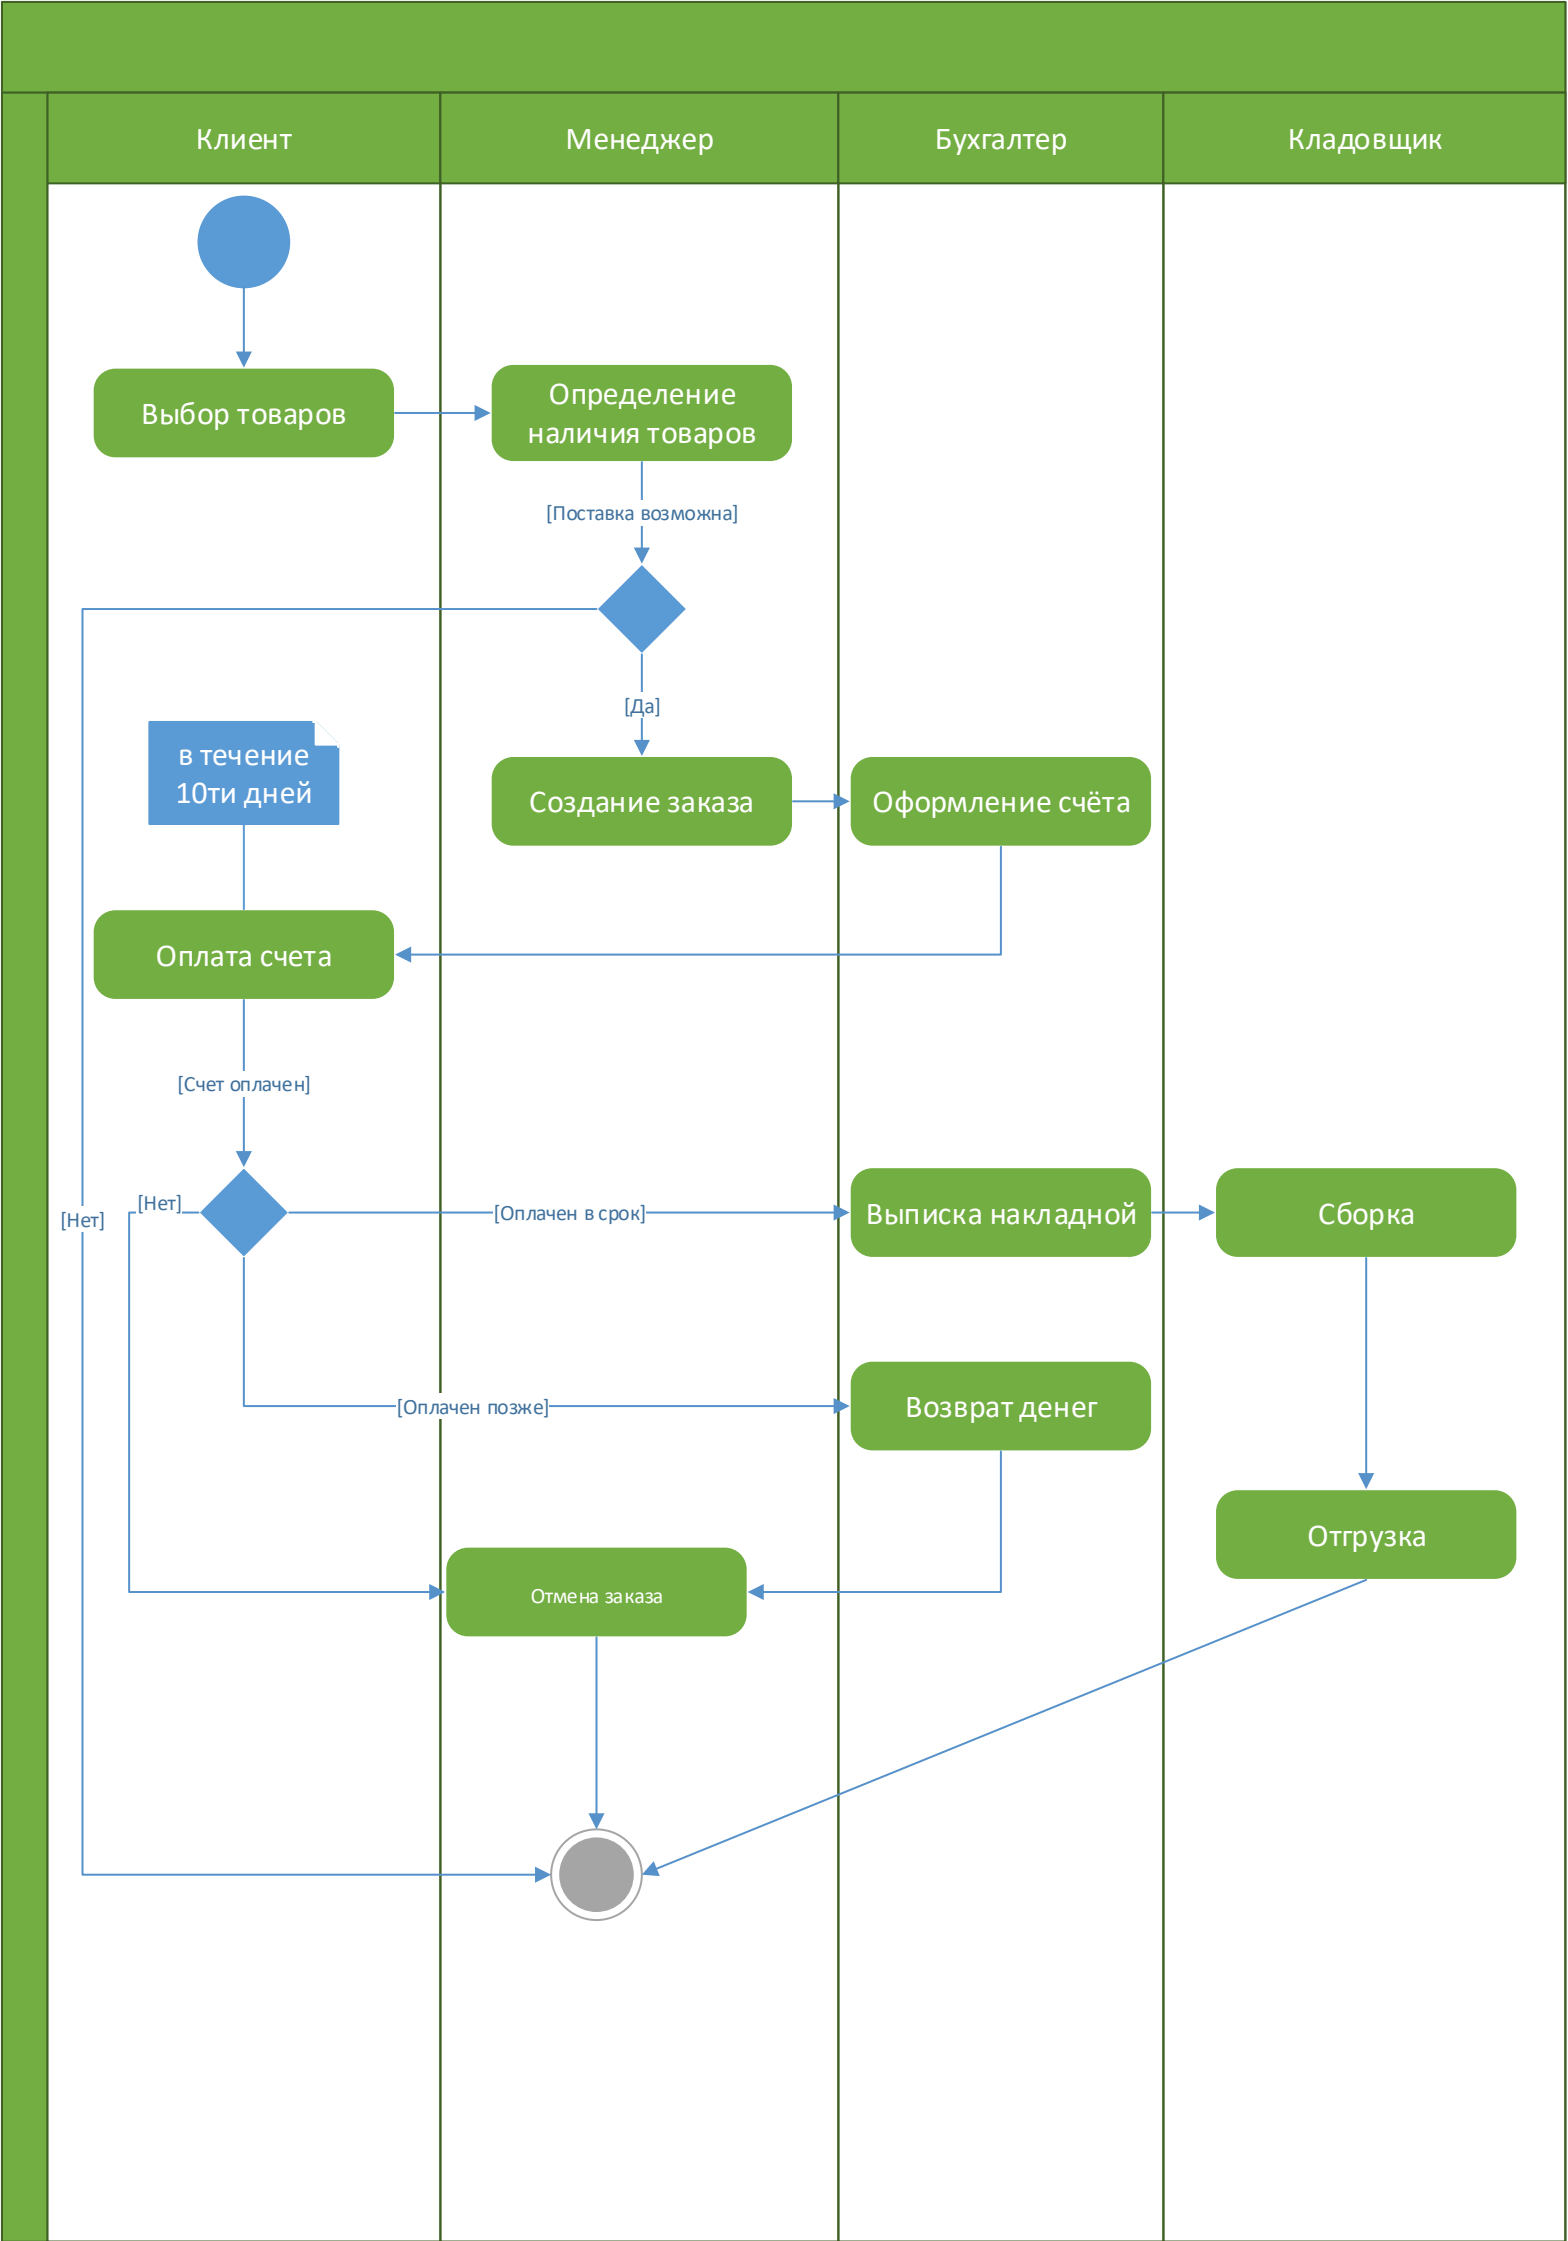 Клиент
Менеджер
Бухгалтер
Кладовщик
Выбор товаров
Определение
наличия товаров
[Поставка возможна]
[Да]
в течение
10ти дней
Создание заказа
Оформление счёта
Оплата счета
[Счет оплачен]
[Нет]
[Нет]
[Оплачен в срок]
Выписка накладной
Сборка
[Оплачен позже]
Возврат денег
Отгрузка
Отмена заказа